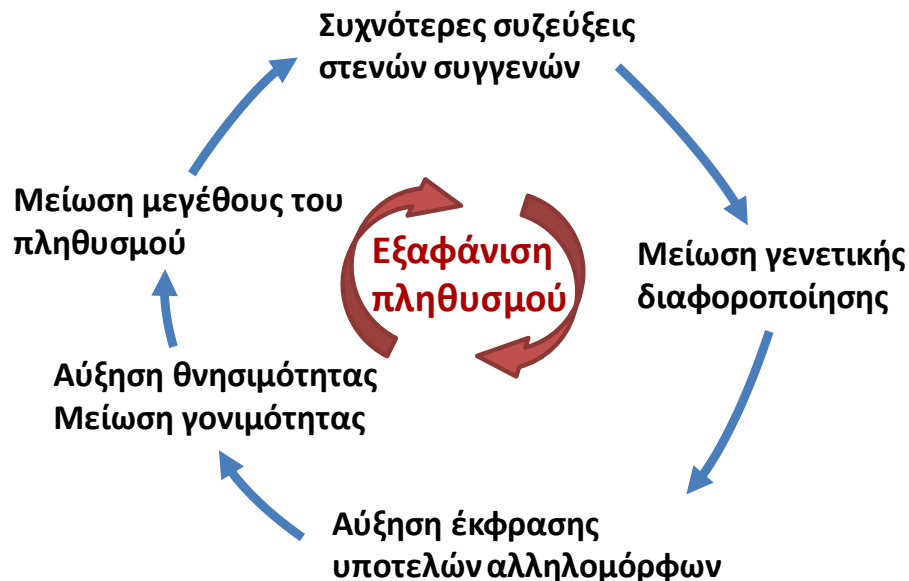 Συχνότερες συζεύξεις
στενών συγγενών
Μείωση γενετικής
διαφοροποίησης
Αύξηση έκφρασης
υποτελών αλληλομόρφων
Αύξηση θνησιμότητας
Μείωση γονιμότητας
Μείωση μεγέθους του
πληθυσμού
Εξαφάνιση
πληθυσμού